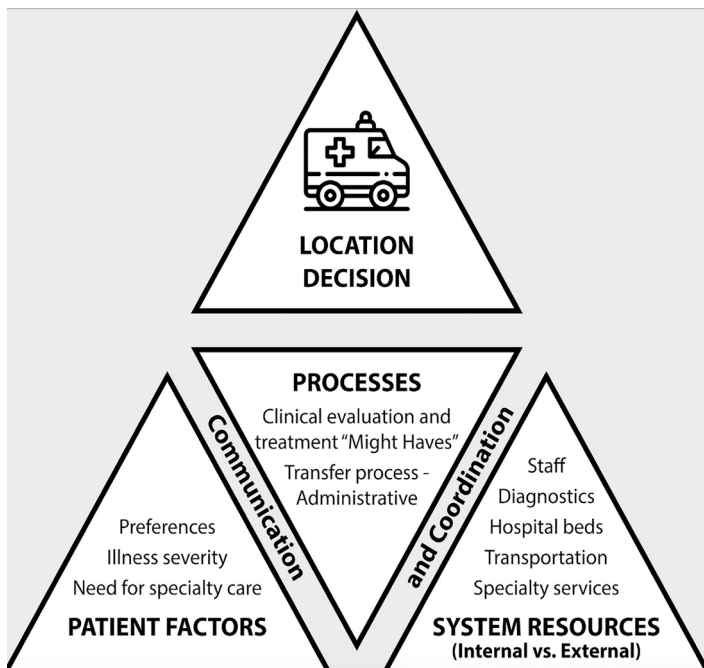 LOCATION
DECISION
PROCESSES
Clinical evaluation and
treatment “Might Haves”
Transfer process -
Administrative
Communication
and Coordination
Preferences
Illness severity
Need for specialty care
PATIENT FACTORS
Staff
Diagnostics
Hospital beds
Transportation
Specialty services
SYSTEM RESOURCES
(Internal vs. External)